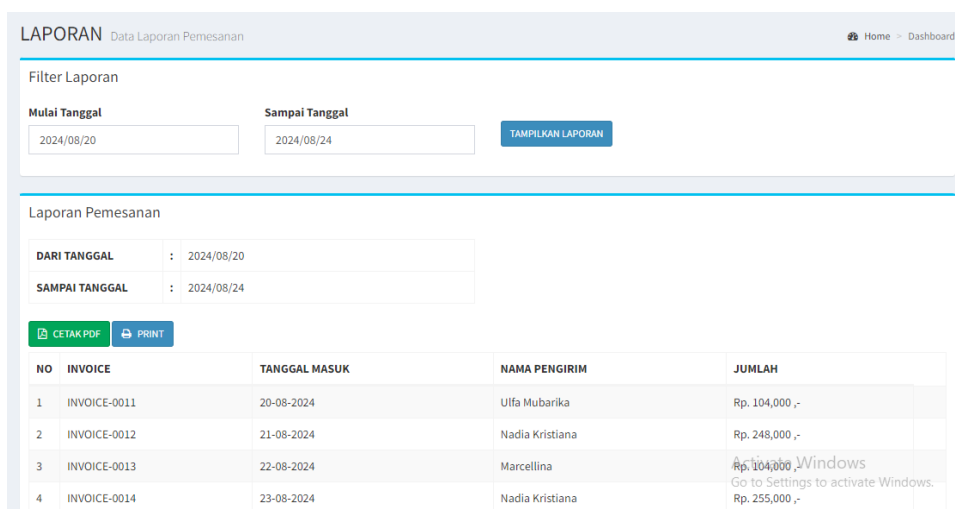 LAPORAN Data Laporan Pemesanan Home > Dashboard
Filter Laporan
Mulai Tanggal Sampai Tanggal
2024/08/20 2024/08/24 TAMPILKAN LAPORAN
Laporan Pemesanan
DARI TANGGAL : 2024/08/20
SAMPAI TANGGAL : 2024/08/24
CETAK PDF PRINT
NO INVOICE TANGGAL MASUK NAMA PENGIRIM JUMLAH
1 INVOICE-0011 20-08-2024 Ulfa Mubarika Rp. 104,000 ,-
2 INVOICE-0012 21-08-2024 Nadia Kristiana Rp. 248,000 ,-
3 INVOICE-0013 22-08-2024 Marcellina Rp. 104,000 ,-
Activate Windows
Go to Settings to activate Windows.
4 INVOICE-0014 23-08-2024 Nadia Kristiana Rp. 255,000 ,-